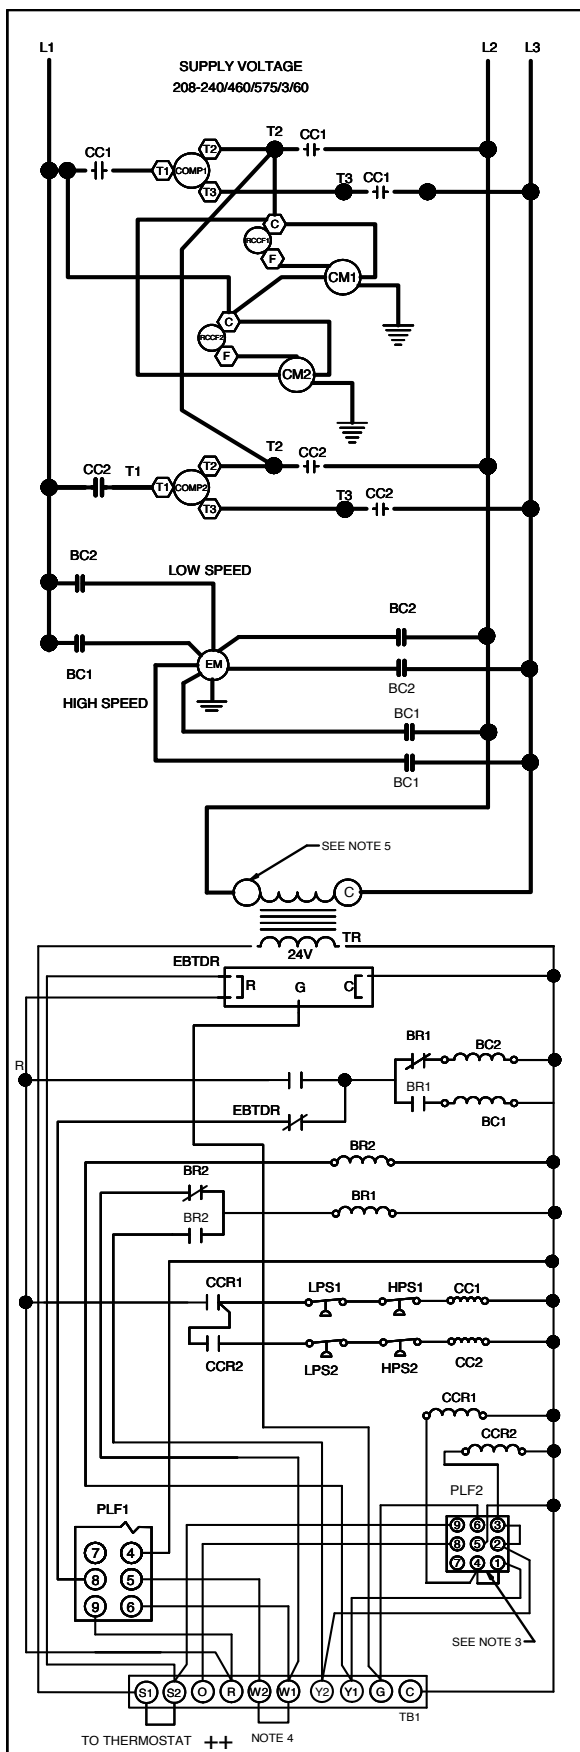 L1 L2 L3
SUPPLY VOLTAGE
208-240/460/575/3/60
T2 CC1
CC1 T2
T1 COMP1
T3 T3 CC1
C
RCCF1
F
CM1
C
RCCF2
F
CM2
T2 CC2
CC2 T1 T2
T1 COMP2
T3 T3 CC2
BC2 LOW SPEED
BC2
BC1 EM
BC2
HIGH SPEED
BC1
BC1
SEE NOTE 5
C
TR
24V
EBTDR
R G C
BR1 BC2
R
BR1
EBTDR BC1
BR2
BR2
BR1
BR2
CCR1 LPS1 HPS1 CC1
CCR2 LPS2 HPS2 CC2
CCR1
CCR2
PLF2
PLF1
9 6 3
8 5 2
7 4 1
7 4
8 5
9 6
SEE NOTE 3
S1 S2 O R W2 W1 Y2 Y1 G C
TB1
TO THERMOSTAT ++ NOTE 4